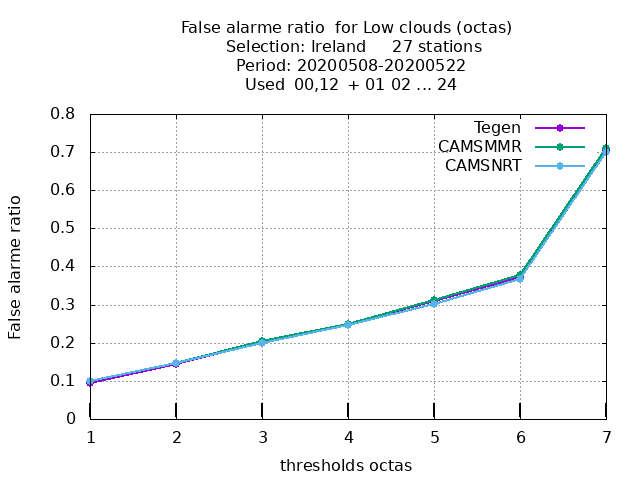 False alarme ratio  for Low clouds (octas)
Selection: Ireland     27 stations
Period: 20200508-20200522
Used  00,12  + 01 02 ... 24
Tegen
CAMSMMR
CAMSNRT
False alarme ratio
0.8
0.7
0.6
0.5
0.4
0.3
0.2
0.1
0
1 2 3 4 5 6 7
thresholds octas